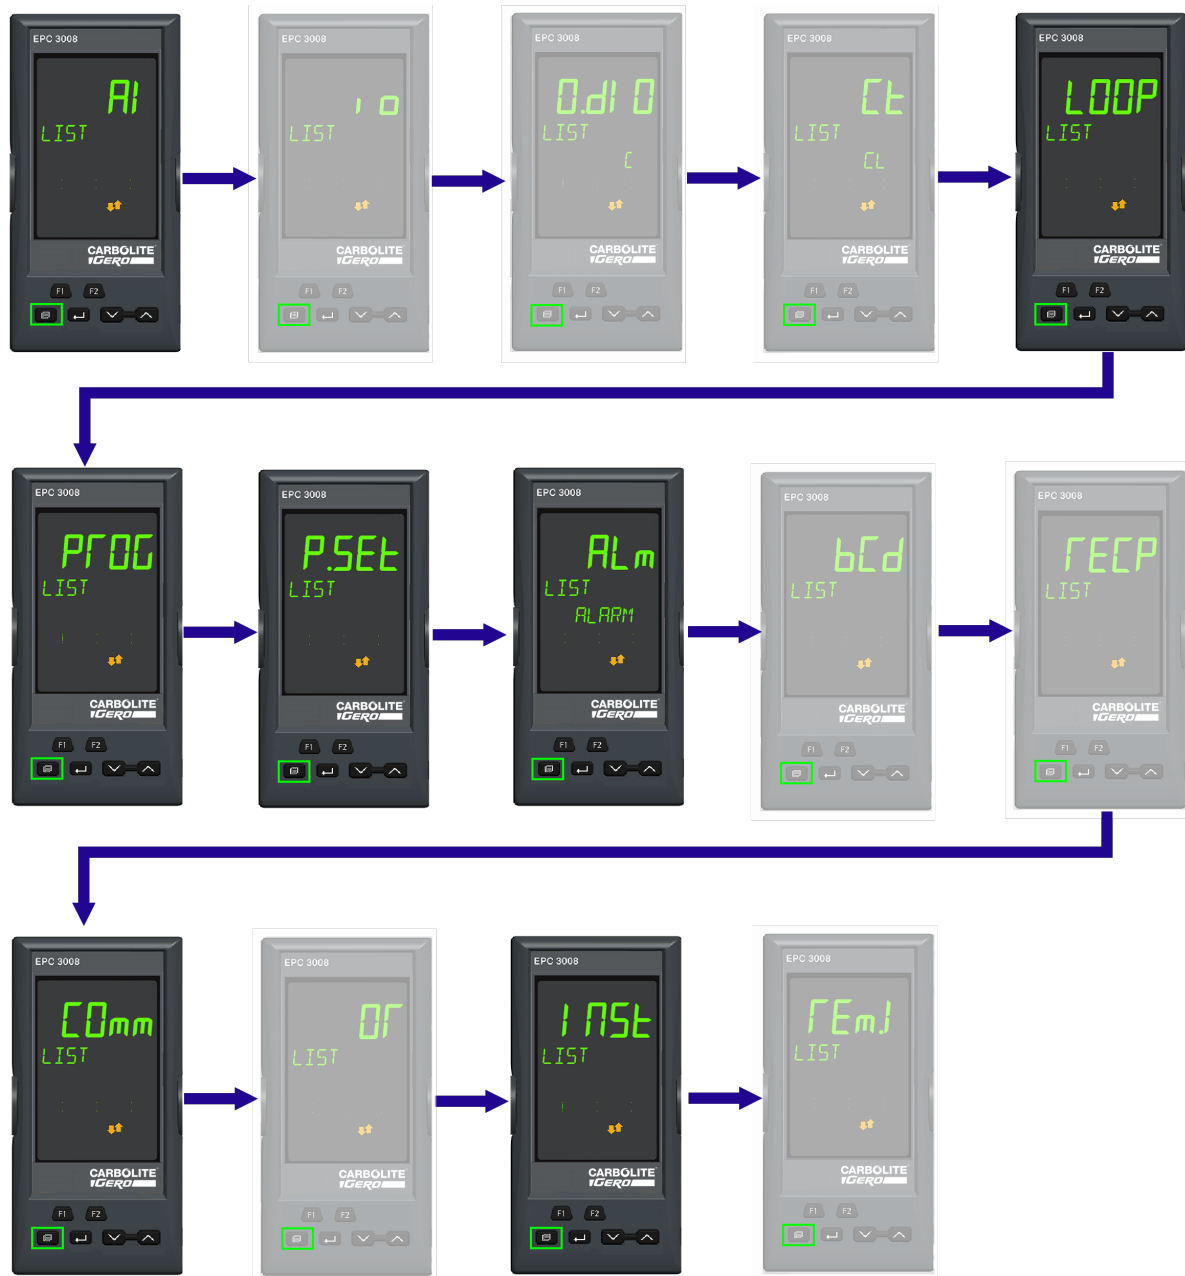 EPC 3008
AI
LIST
CARBOLITE
GERO
F1 F2
EPC 3008
io
LIST
CARBOLITE
GERO
F1 F2
EPC 3008
O.dIO
LIST
C
CARBOLITE
GERO
F1 F2
EPC 3008
Ct
LIST
CL
CARBOLITE
GERO
F1 F2
EPC 3008
LOOP
LIST
CARBOLITE
GERO
F1 F2
EPC 3008
PrOG
LIST
CARBOLITE
GERO
F1 F2
EPC 3008
P.SEt
LIST
CARBOLITE
GERO
F1 F2
EPC 3008
ALm
LIST
ALARM
CARBOLITE
GERO
F1 F2
EPC 3008
bCd
LIST
CARBOLITE
GERO
F1 F2
EPC 3008
rECP
LIST
CARBOLITE
GERO
F1 F2
EPC 3008
COmm
LIST
CARBOLITE
GERO
F1 F2
EPC 3008
Or
LIST
CARBOLITE
GERO
F1 F2
EPC 3008
InSt
LIST
CARBOLITE
GERO
F1 F2
EPC 3008
rEm.I
LIST
CARBOLITE
GERO
F1 F2